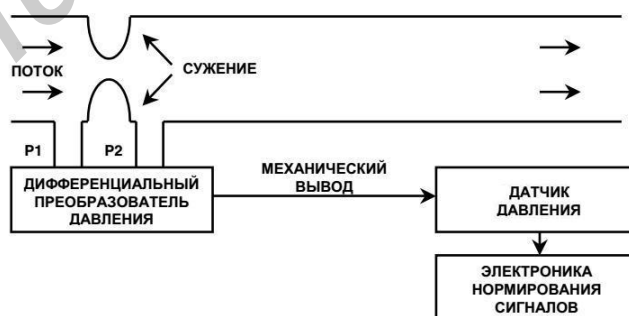 ПОТОК
СУЖЕНИЕ
P1
P2
ДИФФЕРЕНЦИАЛЬНЫЙ
ПРЕОБРАЗОВАТЕЛЬ
ДАВЛЕНИЯ
МЕХАНИЧЕСКИЙ
ВЫВОД
ДАТЧИК
ДАВЛЕНИЯ
ЭЛЕКТРОНИКА
НОРМИРОВАНИЯ
СИГНАЛОВ